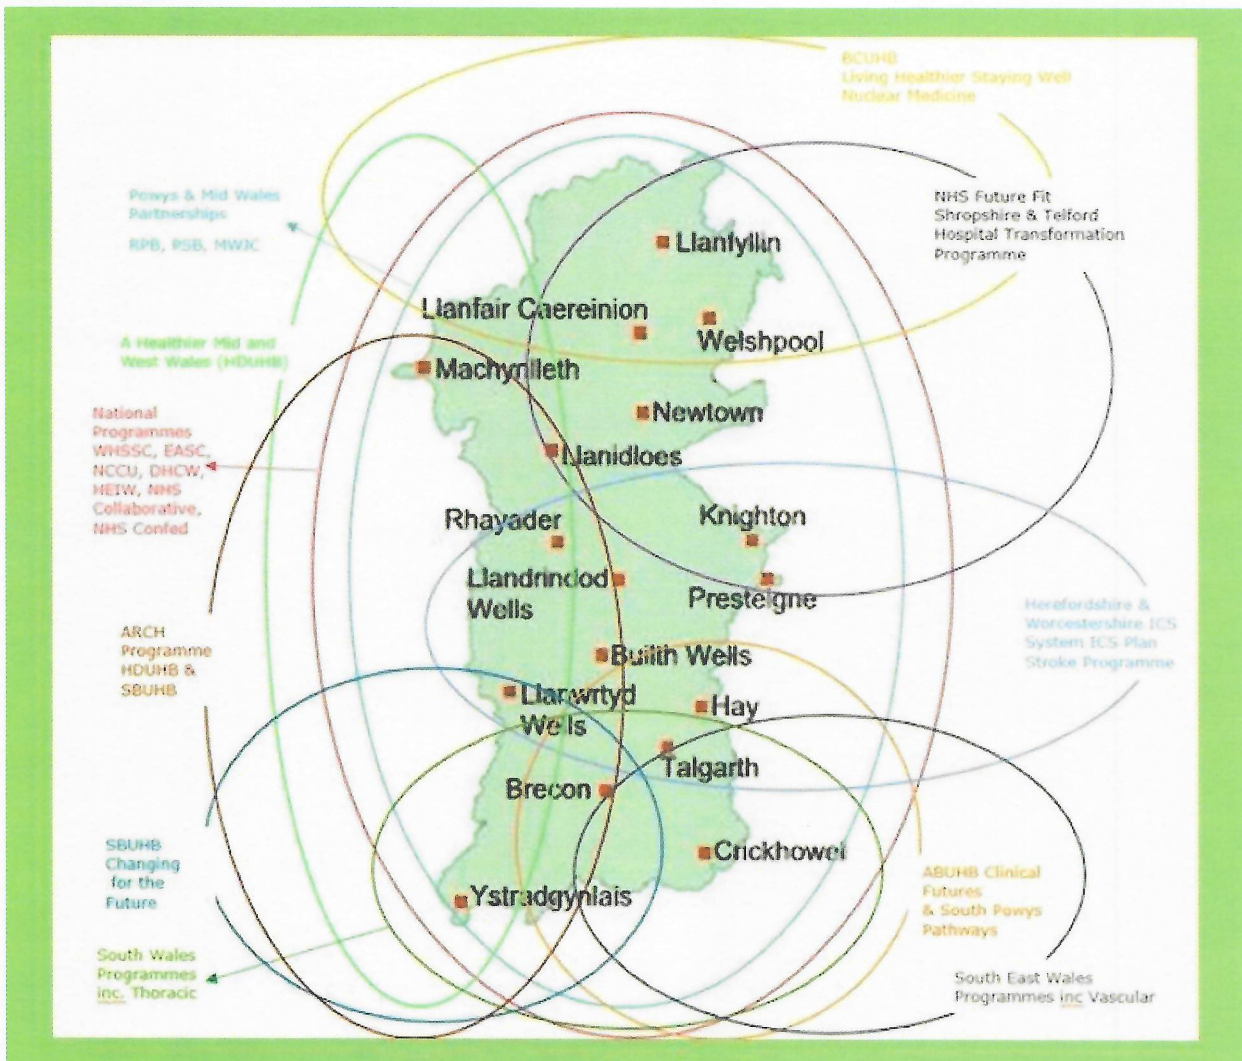 BCUHB
Living Healthier Staying Well
Nuclear Medicine
Powys & Mid Wales
Partnerships
RPB, PSB, MWJC
NHS Future Fit
Shropshire & Telford
Hospital Transformation
Programme
Llanfyllin
Llanfair Caereinion
Welshpool
A Healthier Mid and
West Wales (HDUHB)
Machynlleth
National
Programmes
WHSSC, EASC,
NCCU, DHCW,
HEIW, NHS
Collaborative,
NHS Confed
Newtown
Llanidloes
Rhayader
Knighton
Llandrindod
Wells
Presteigne
Herefordshire &
Worcestershire ICS
System ICS Plan
Stroke Programme
ARCH
Programme
HDUHB &
SBUHB
Builth Wells
Llanwrtyd
Wells
Hay
Talgarth
Brecon
SBUHB
Changing
for the
Future
Crickhowel
ABUHB Clinical
Futures
& South Powys
Pathways
Ystradgynlais
South Wales
Programmes
inc. Thoracic
South East Wales
Programmes inc Vascular